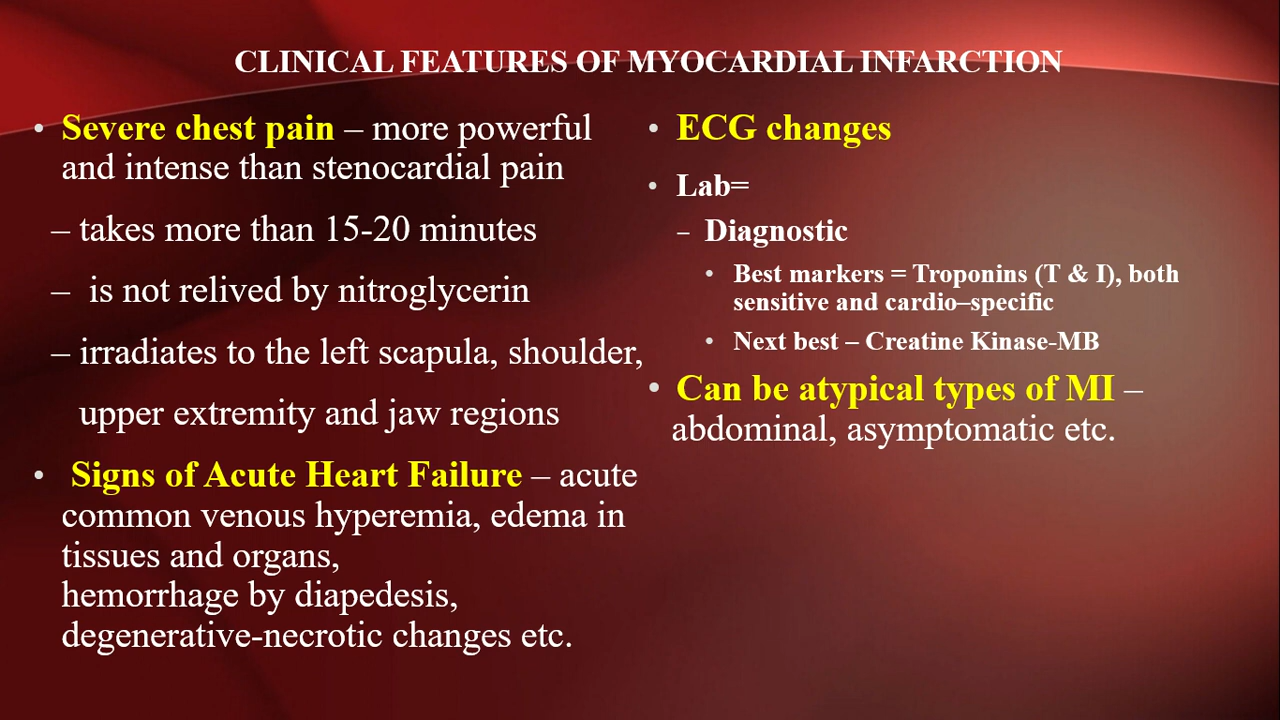 CLINICAL FEATURES OF MYOCARDIAL INFARCTION
• Severe chest pain – more powerful
and intense than stenocardial pain
– takes more than 15-20 minutes
– is not relived by nitroglycerin
– irradiates to the left scapula, shoulder,
upper extremity and jaw regions
• Signs of Acute Heart Failure – acute
common venous hyperemia, edema in
tissues and organs,
hemorrhage by diapedesis,
degenerative-necrotic changes etc.
• ECG changes
• Lab=
– Diagnostic
• Best markers = Troponins (T & I), both
sensitive and cardio–specific
• Next best – Creatine Kinase-MB
• Can be atypical types of MI –
abdominal, asymptomatic etc.